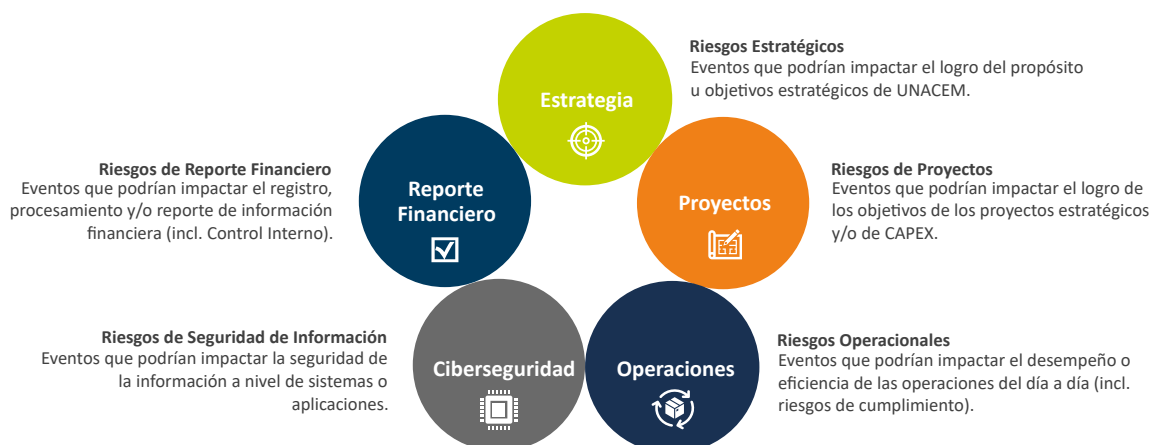 Riesgos Estratégicos
Eventos que podrían impactar el logro del propósito
u objetivos estratégicos de UNACEM.
Estrategia
Riesgos de Reporte Financiero
Eventos que podrían impactar el registro,
procesamiento y/o reporte de información
financiera (incl. Control Interno).
Reporte
Financiero
Proyectos
Riesgos de Proyectos
Eventos que podrían impactar el logro de
los objetivos de los proyectos estratégicos
y/o de CAPEX.
Riesgos de Seguridad de Información
Eventos que podrían impactar la seguridad de
la información a nivel de sistemas o
aplicaciones.
Ciberseguridad
Operaciones
Riesgos Operacionales
Eventos que podrían impactar el desempeño o
eficiencia de las operaciones del día a día (incl.
riesgos de cumplimiento).